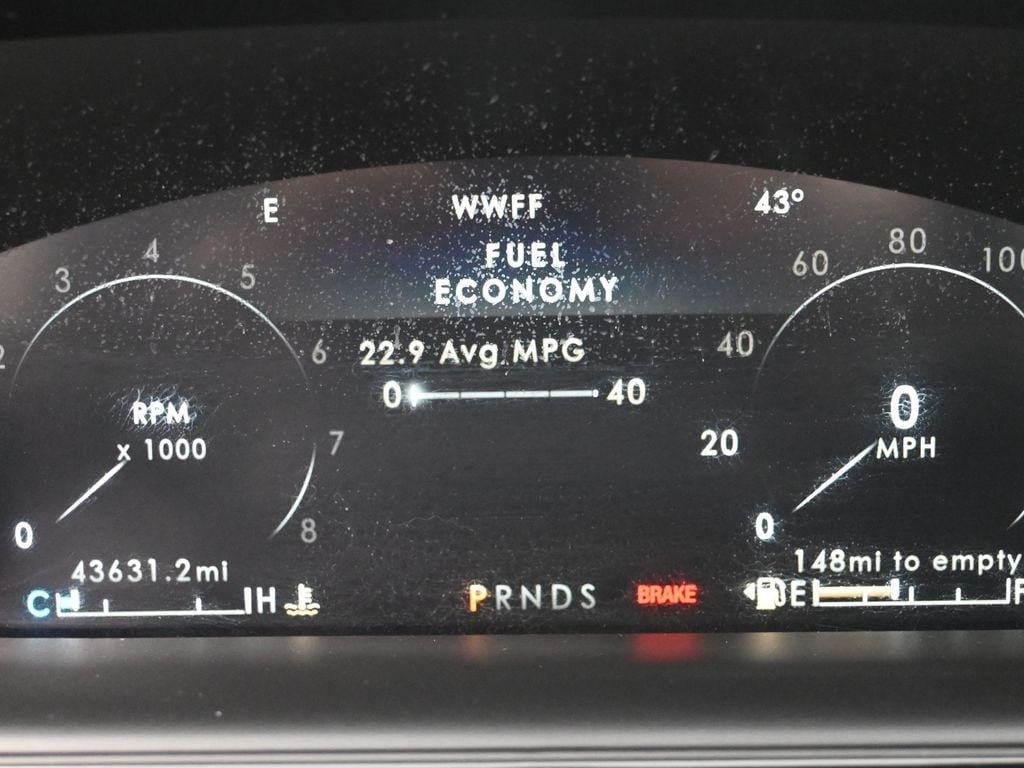 E WWFF 43°
FUEL
ECONOMY
2 3 4 5 6 7 8
0
RPM
x 1000
22.9 Avg MPG
0 40
0 20 40 60 80 100
0
MPH
43631.2mi
148mi to empty
C H
PRNDS
BRAKE
E F